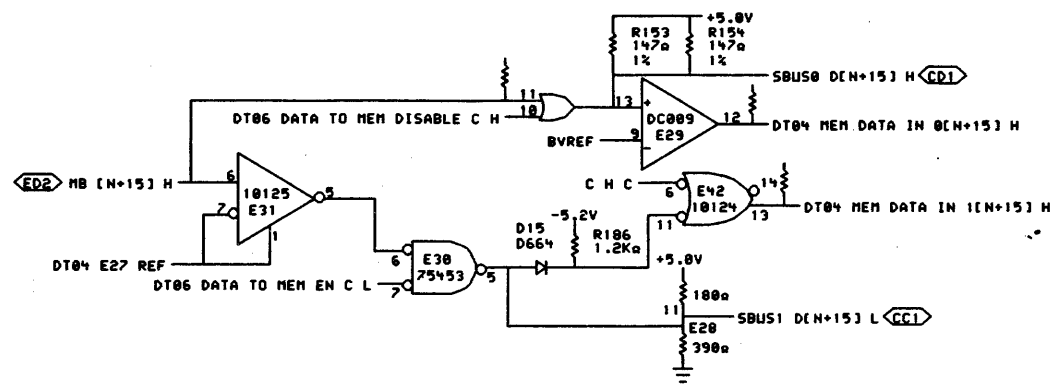 +5.0V
R153 R154
147Ω 147Ω
1% 1%
SBUS0 D[N+15] H CD1
11
10
DT06 DATA TO MEM DISABLE C H
13 +
DC009
E29
12
DT04 MEM DATA IN 0[N+15] H
BVREF 9 -
ED2 MB [N+15] H
6
10125
E31
5
7
1
DT04 E27 REF
C H C
6
E42
10124
14
13
DT04 MEM DATA IN 1[N+15] H
11
-5.2V
D15
D664
R186
1.2KΩ
6
E30
75453
5
DT06 DATA TO MEM EN C L
7
+5.0V
180Ω
11
SBUS1 D[N+15] L CC1
E28
390Ω